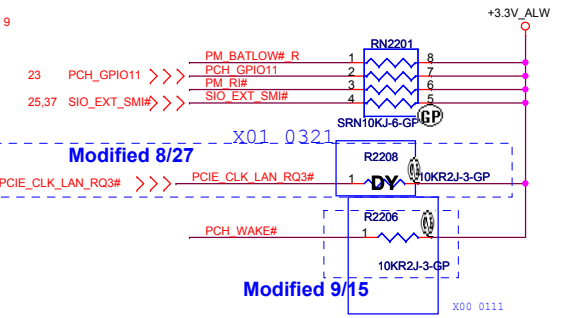 9
+3.3V_ALW
RN2201
PM_BATLOW#_R 1 8
23 PCH_GPIO11 PCH_GPIO11 2 7
PM_RI# 3 6
25,37 SIO_EXT_SMI# SIO_EXT_SMI# 4 5
SRN10KJ-6-GP GP
X01 0321
Modified 8/27
R2208
PCIE_CLK_LAN_RQ3# PCIE_CLK_LAN_RQ3# 1 DY 10KR2J-3-GP
R2206
PCH_WAKE# 1
10KR2J-3-GP
Modified 9/15
X00 0111